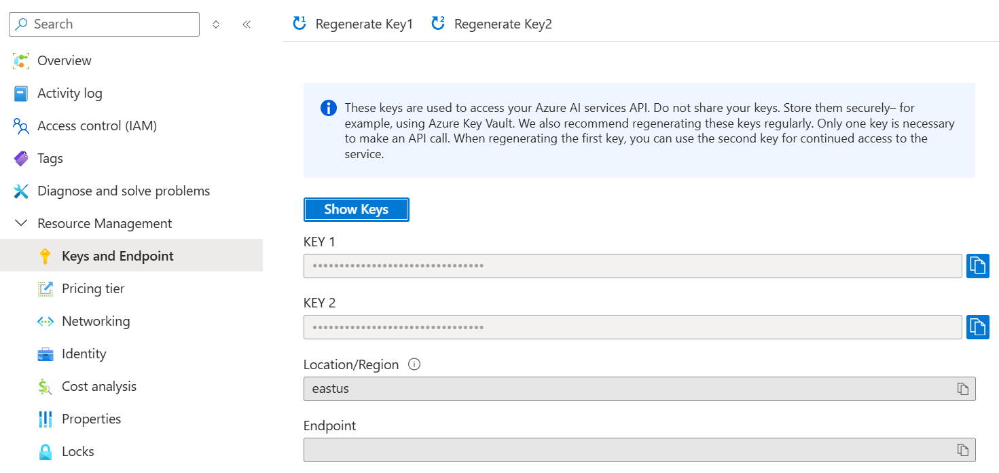 Search
Regenerate Key1
Regenerate Key2
Overview
Activity log
Access control (IAM)
Tags
Diagnose and solve problems
Resource Management
Keys and Endpoint
Pricing tier
Networking
Identity
Cost analysis
Properties
Locks
These keys are used to access your Azure AI services API. Do not share your keys. Store them securely– for
example, using Azure Key Vault. We also recommend regenerating these keys regularly. Only one key is necessary
to make an API call. When regenerating the first key, you can use the second key for continued access to the
service.
Show Keys
KEY 1
••••••••••••••••••••••••••••••••
KEY 2
••••••••••••••••••••••••••••••••
Location/Region
eastus
Endpoint